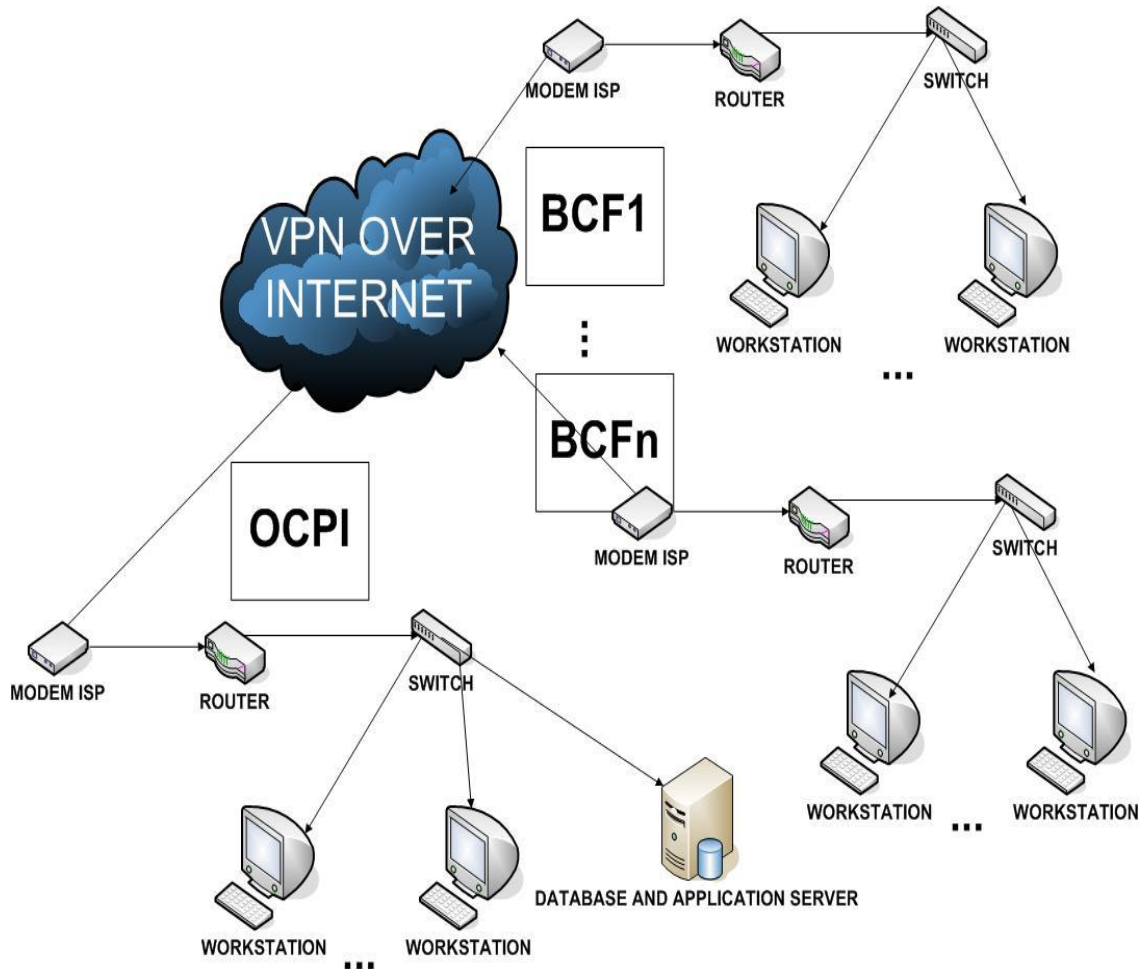 MODEM ISP
ROUTER
SWITCH
VPN OVER
INTERNET
BCF1
WORKSTATION
WORKSTATION
...
⋮
BCFn
MODEM ISP
ROUTER
SWITCH
WORKSTATION
WORKSTATION
...
OCPI
MODEM ISP
ROUTER
SWITCH
DATABASE AND APPLICATION SERVER
WORKSTATION
WORKSTATION
...